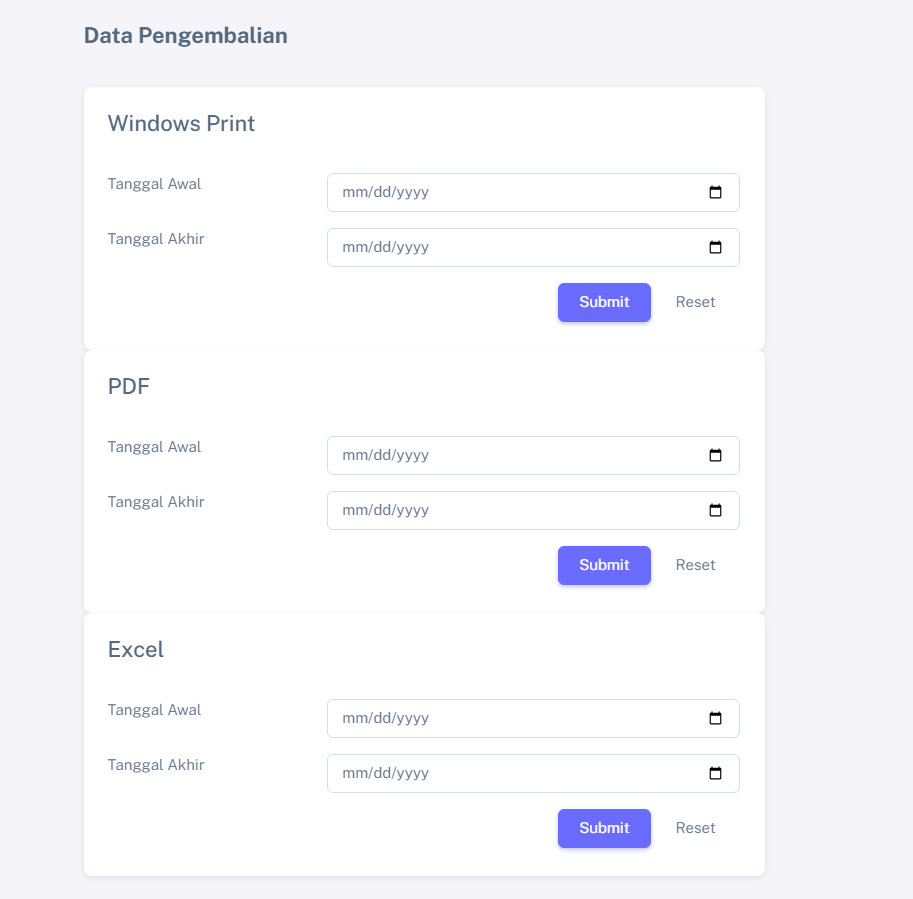 Data Pengembalian
Windows Print
Tanggal Awal
mm/dd/yyyy
Tanggal Akhir
mm/dd/yyyy
Submit Reset
PDF
Tanggal Awal
mm/dd/yyyy
Tanggal Akhir
mm/dd/yyyy
Submit Reset
Excel
Tanggal Awal
mm/dd/yyyy
Tanggal Akhir
mm/dd/yyyy
Submit Reset